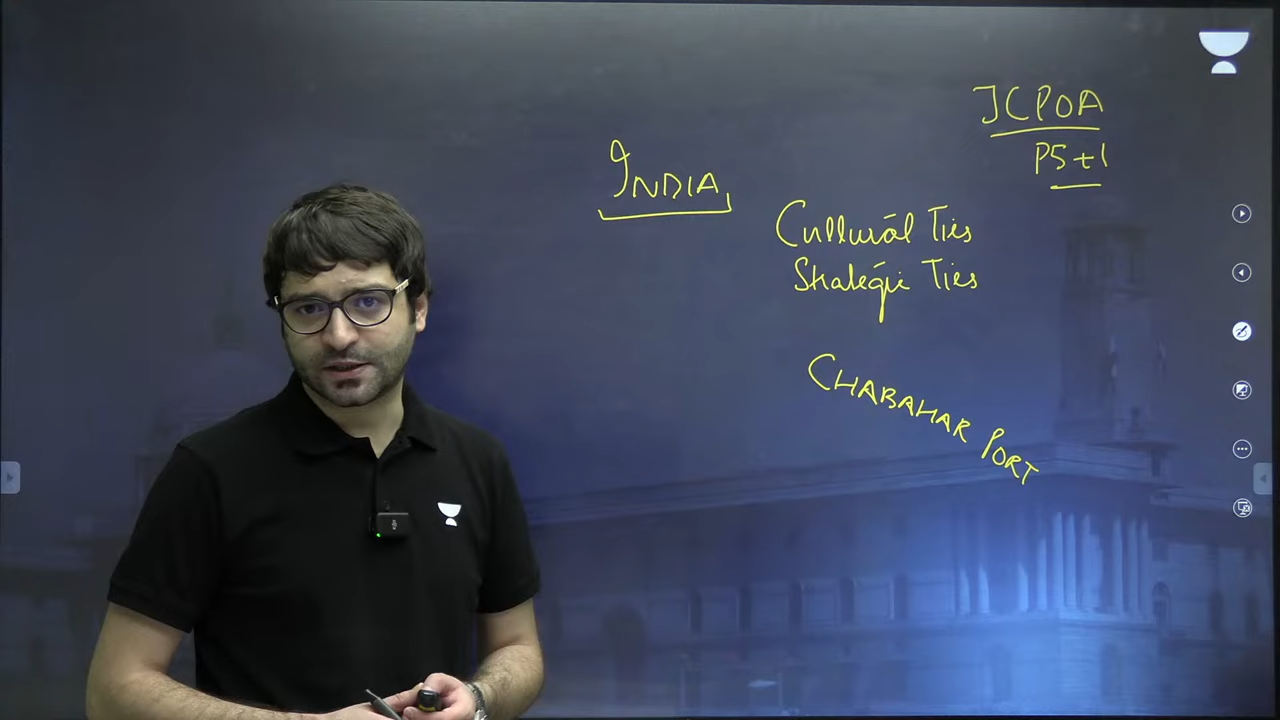 JCPOA
P5+1
INDIA
Cultural Ties
Strategic Ties
CHABAHAR PORT